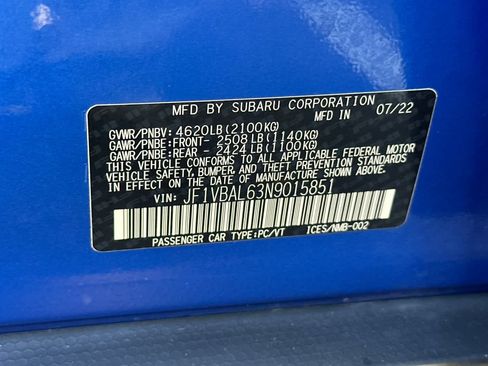 MFD BY SUBARU CORPORATION
MFD IN 07/22
GVWR/PNBV: 4620LB(2100KG)
GAWR/PNBE:FRONT- 2508LB(1140KG)
GAWR/PNBE:REAR - 2424LB(1100KG)
THIS VEHICLE CONFORMS TO ALL APPLICABLE FEDERAL MOTOR
VEHICLE SAFETY, BUMPER, AND THEFT PREVENTION STANDARDS
IN EFFECT ON THE DATE OF MANUFACTURE SHOWN ABOVE.
VIN: JF1VBAL63N9015851
PASSENGER CAR TYPE:PC/VT ICES/NMB-002